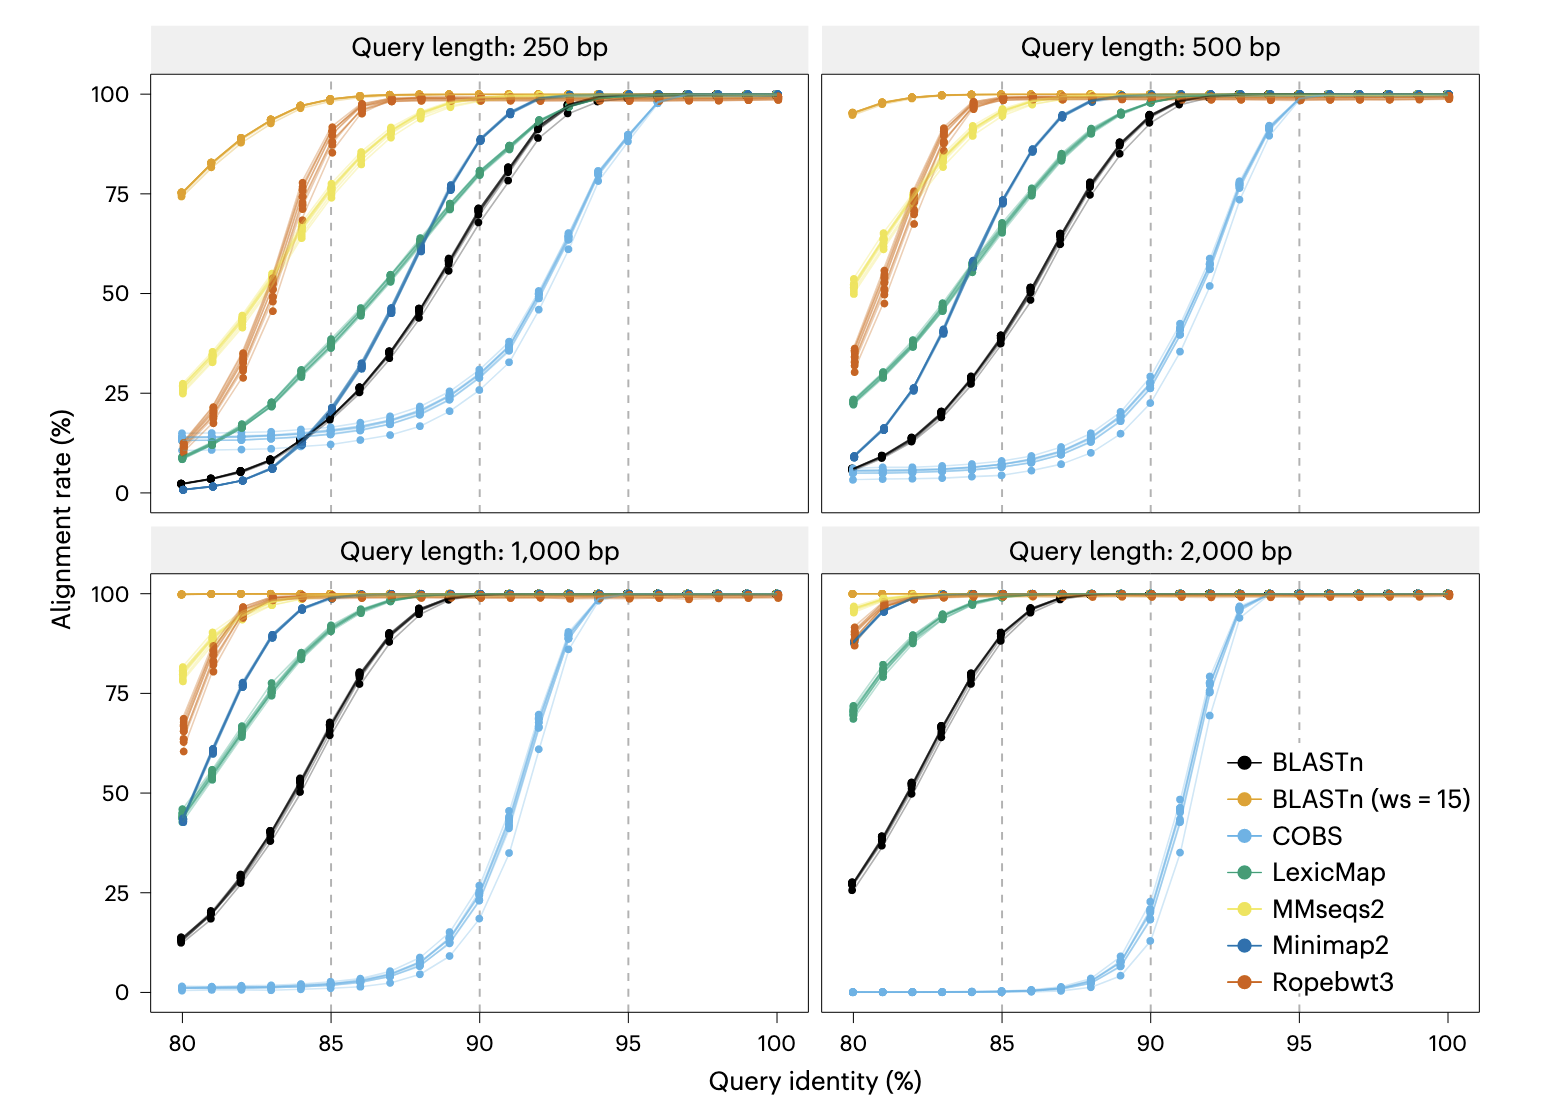 Query length: 250 bp
Query length: 500 bp
100
75
50
25
0
Query length: 1,000 bp
Query length: 2,000 bp
100
75
50
25
0
Alignment rate (%)
BLASTn
BLASTn (ws = 15)
COBS
LexicMap
MMseqs2
Minimap2
Ropebwt3
80 85 90 95 100
80 85 90 95 100
Query identity (%)